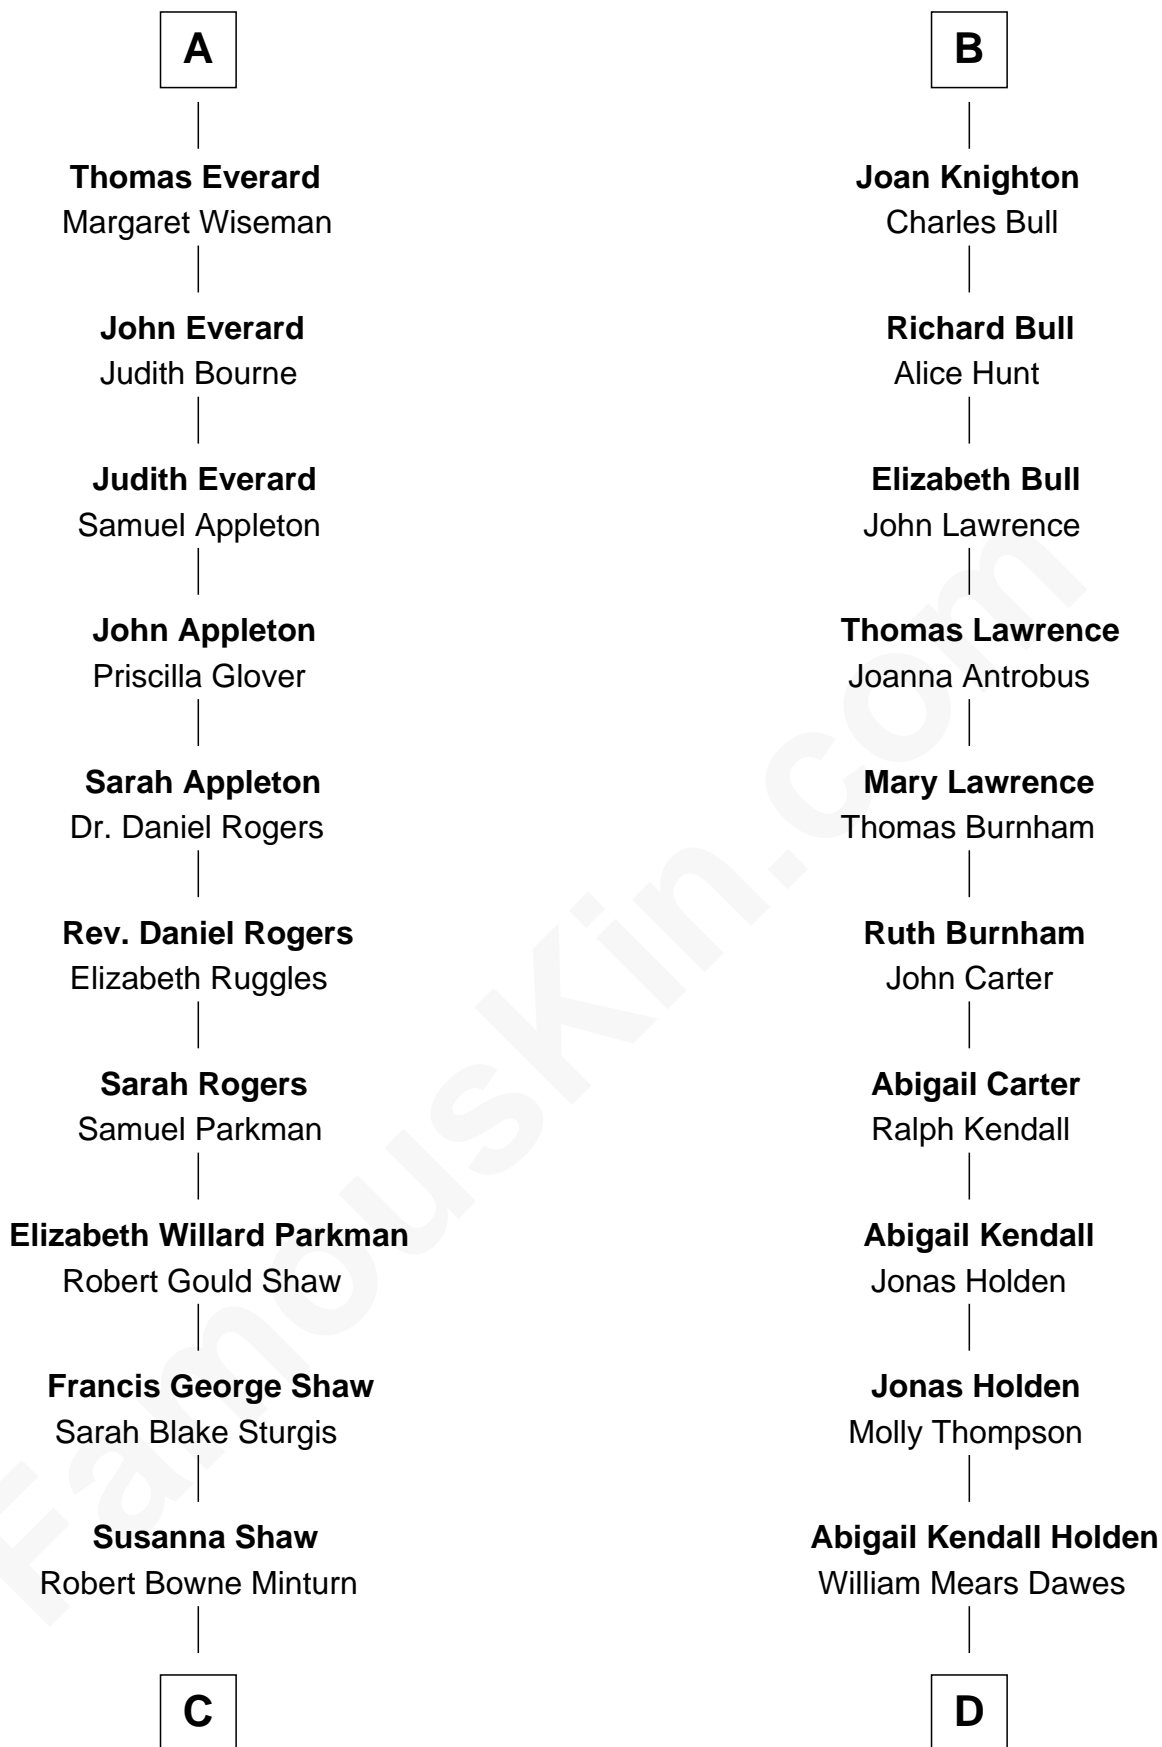 A
Thomas Everard
Margaret Wiseman
John Everard
Judith Bourne
Judith Everard
Samuel Appleton
John Appleton
Priscilla Glover
Sarah Appleton
Dr. Daniel Rogers
Rev. Daniel Rogers
Elizabeth Ruggles
Sarah Rogers
Samuel Parkman
Elizabeth Willard Parkman
Robert Gould Shaw
Francis George Shaw
Sarah Blake Sturgis
Susanna Shaw
Robert Bowne Minturn
C
B
Joan Knighton
Charles Bull
Richard Bull
Alice Hunt
Elizabeth Bull
John Lawrence
Thomas Lawrence
Joanna Antrobus
Mary Lawrence
Thomas Burnham
Ruth Burnham
John Carter
Abigail Carter
Ralph Kendall
Abigail Kendall
Jonas Holden
Jonas Holden
Molly Thompson
Abigail Kendall Holden
William Mears Dawes
D
FamousKin.com